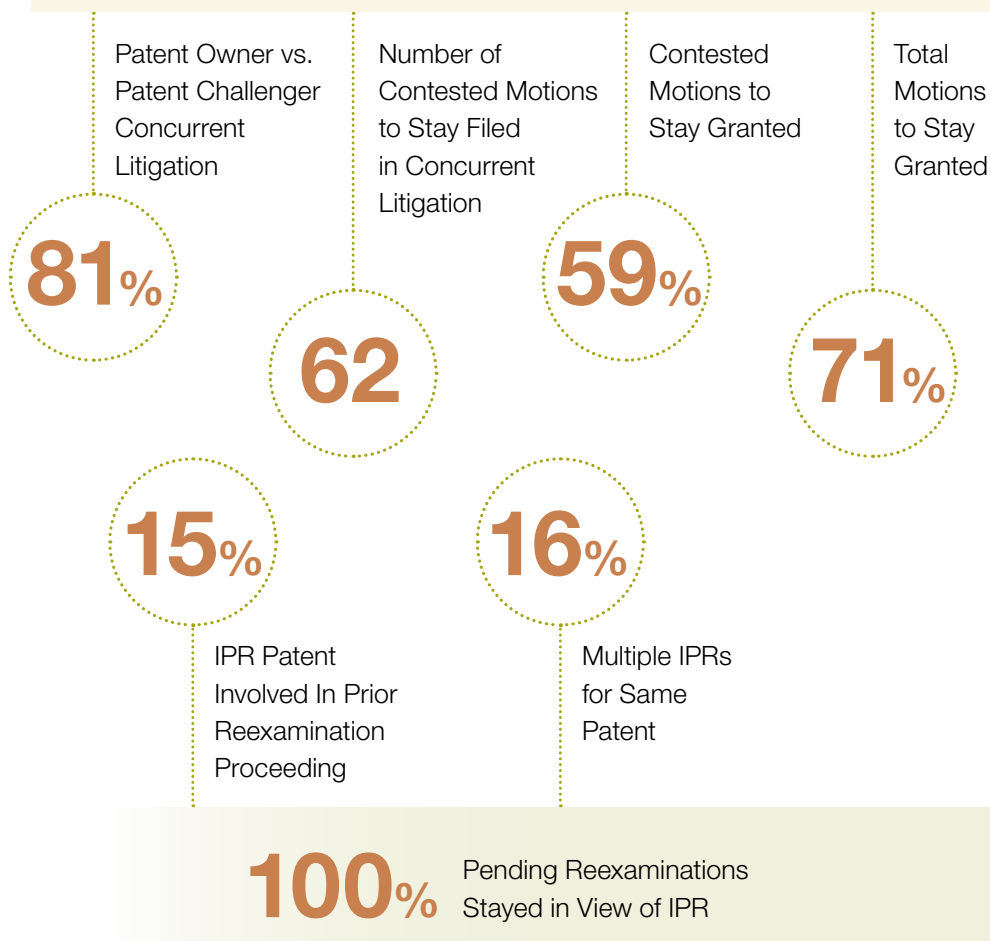 Patent Owner vs.
Patent Challenger
Concurrent
Litigation
81%
Number of
Contested Motions
to Stay Filed
in Concurrent
Litigation
62
Contested
Motions to
Stay Granted
59%
Total
Motions
to Stay
Granted
71%
15%
IPR Patent
Involved In Prior
Reexamination
Proceeding
16%
Multiple IPRs
for Same
Patent
100%
Pending Reexaminations
Stayed in View of IPR